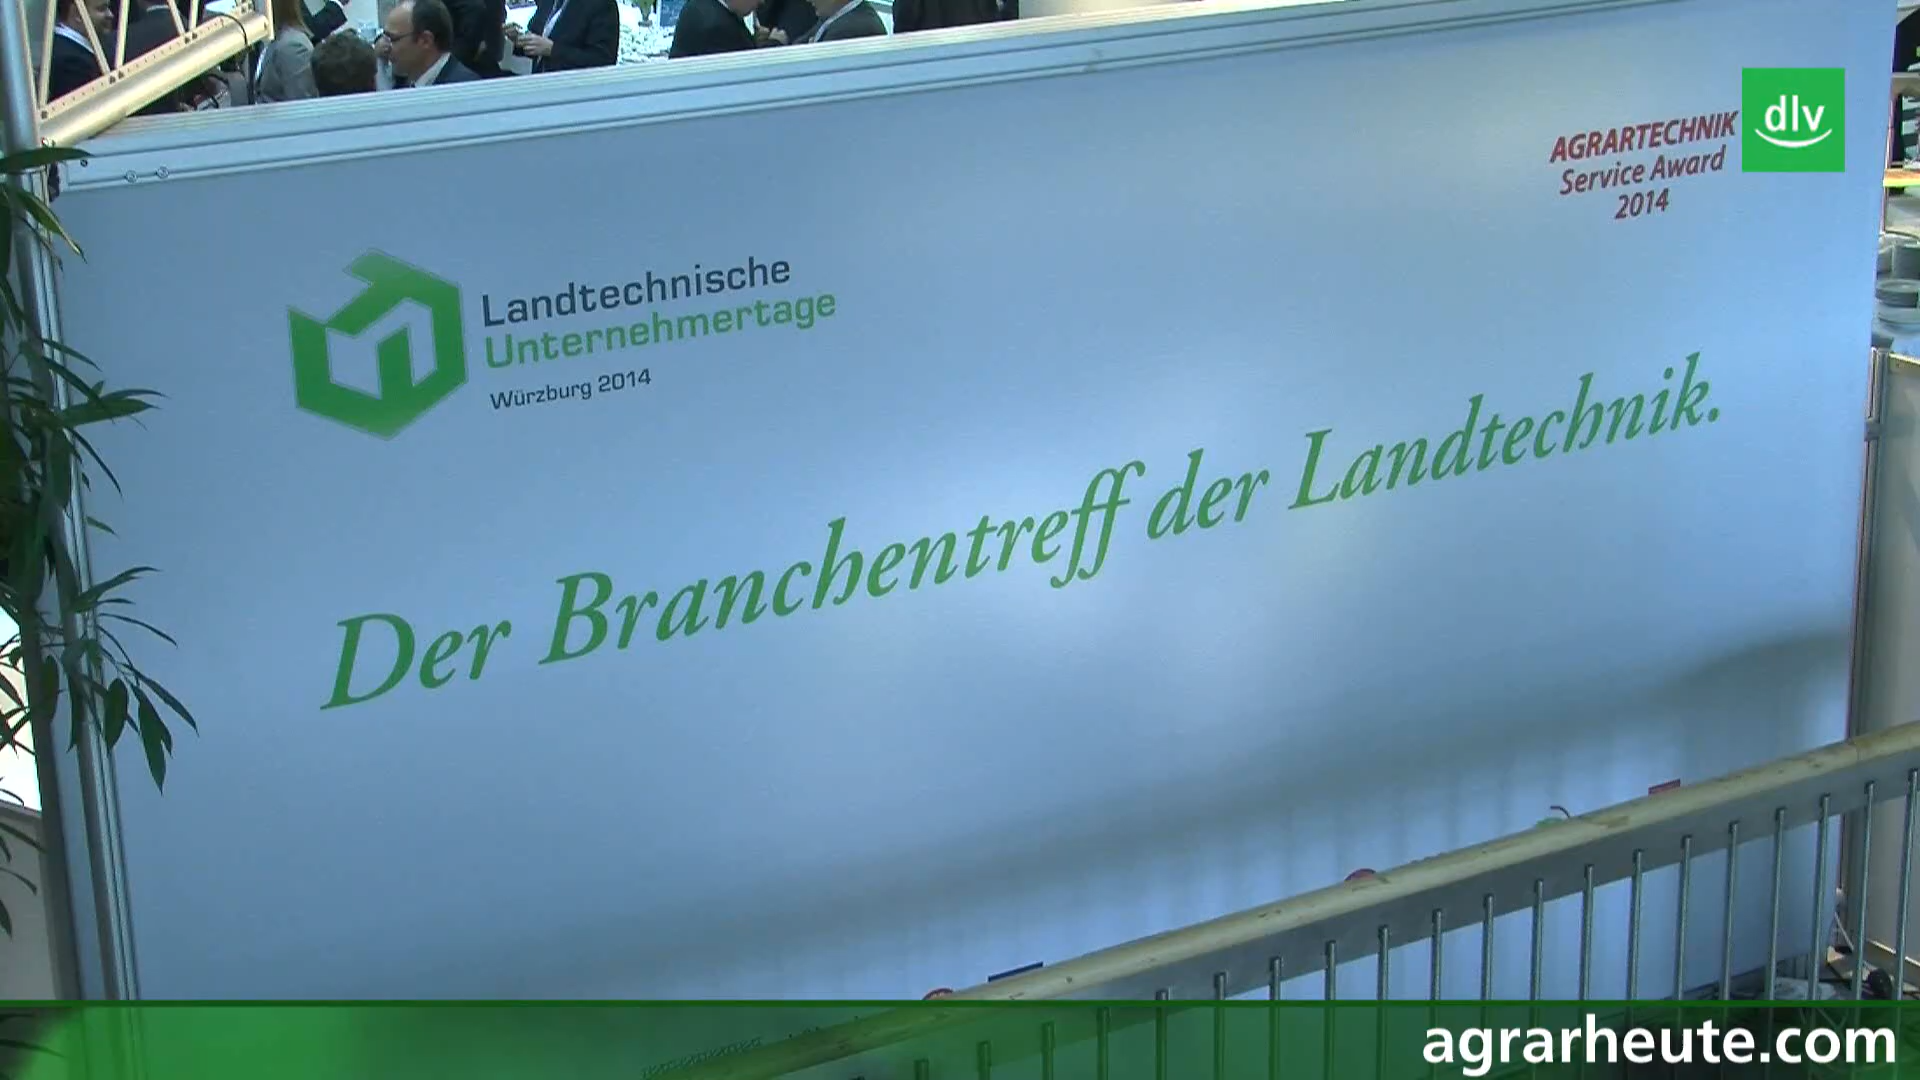 dlv
AGRARTECHNIK
Service Award
2014
Landtechnische
Unternehmertage
Würzburg 2014
Der Branchentreff der Landtechnik.
agrarheute.com